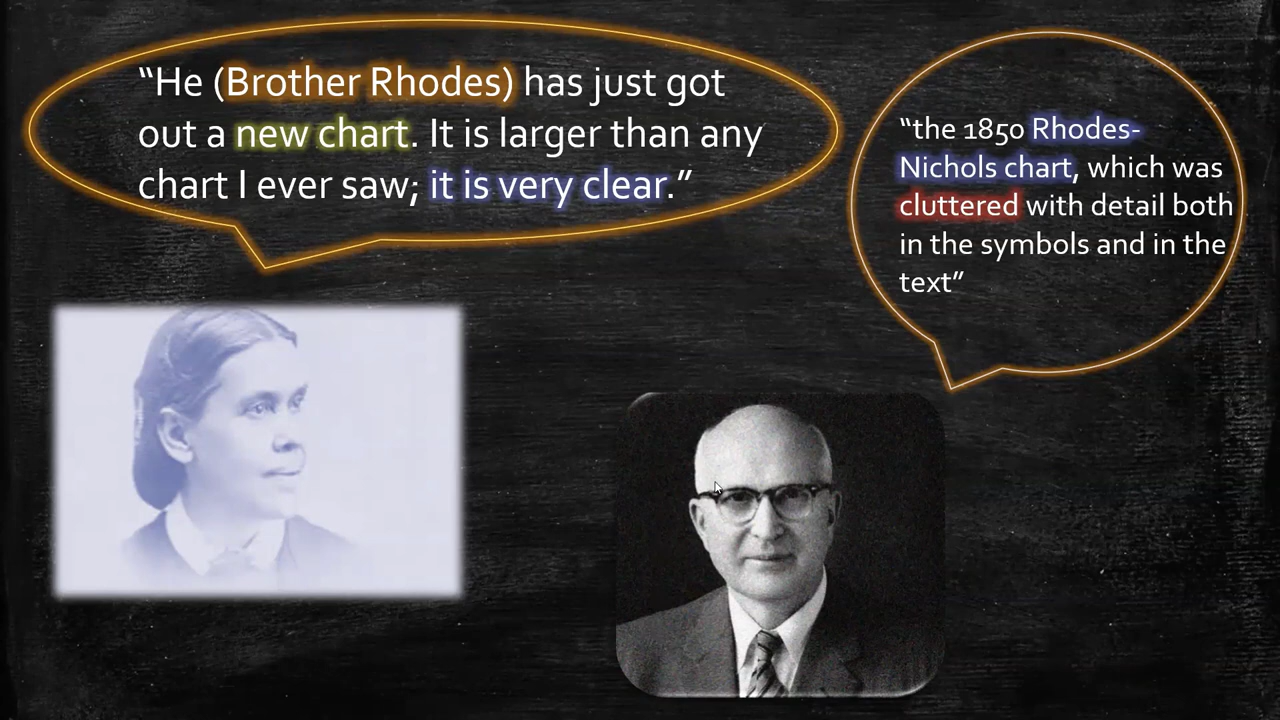 “He (Brother Rhodes) has just got
out a new chart. It is larger than any
chart I ever saw; it is very clear.”
“the 1850 Rhodes-
Nichols chart, which was
cluttered with detail both
in the symbols and in the
text”